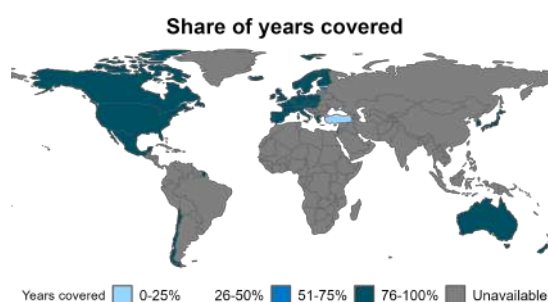 Share of years covered
Years covered 0-25% 26-50% 51-75% 76-100% Unavailable